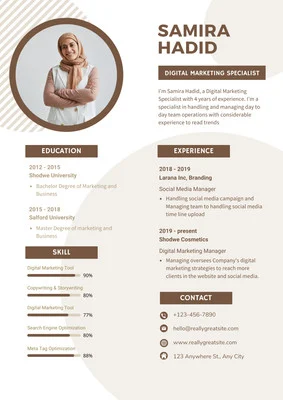 SAMIRA
HADID
DIGITAL MARKETING SPECIALIST
I'm Samira Hadid, a Digital Marketing
Specialist with 4 years of experience. I'm a
specialist in handling and managing day to
day team operations with considerable
experience to read trends
EDUCATION
2012 - 2015
Shodwe University
• Bachelor Degree of Marketing and
Business
2015 - 2018
Salford University
• Master Degree of Marketing and
Business
SKILL
Digital Marketing Tool
90%
Copywriting & Storytelling
80%
Digital Marketing Tool
77%
Search Engine Optimization
80%
Meta Tag Optimization
88%
EXPERIENCE
2018 - 2019
Larana Inc, Branding
Social Media Manager
• Handling social media campaign and
Managing team to handling social media
time line upload
2019 - present
Shodwe Cosmetics
Digital Marketing Manager
• Managing oversees Company's digital
marketing strategies to reach more
clients in the website and social media.
CONTACT
+123-456-7890
hello@reallygreatsite.com
www.reallygreatsite.com
123 Anywhere St., Any City